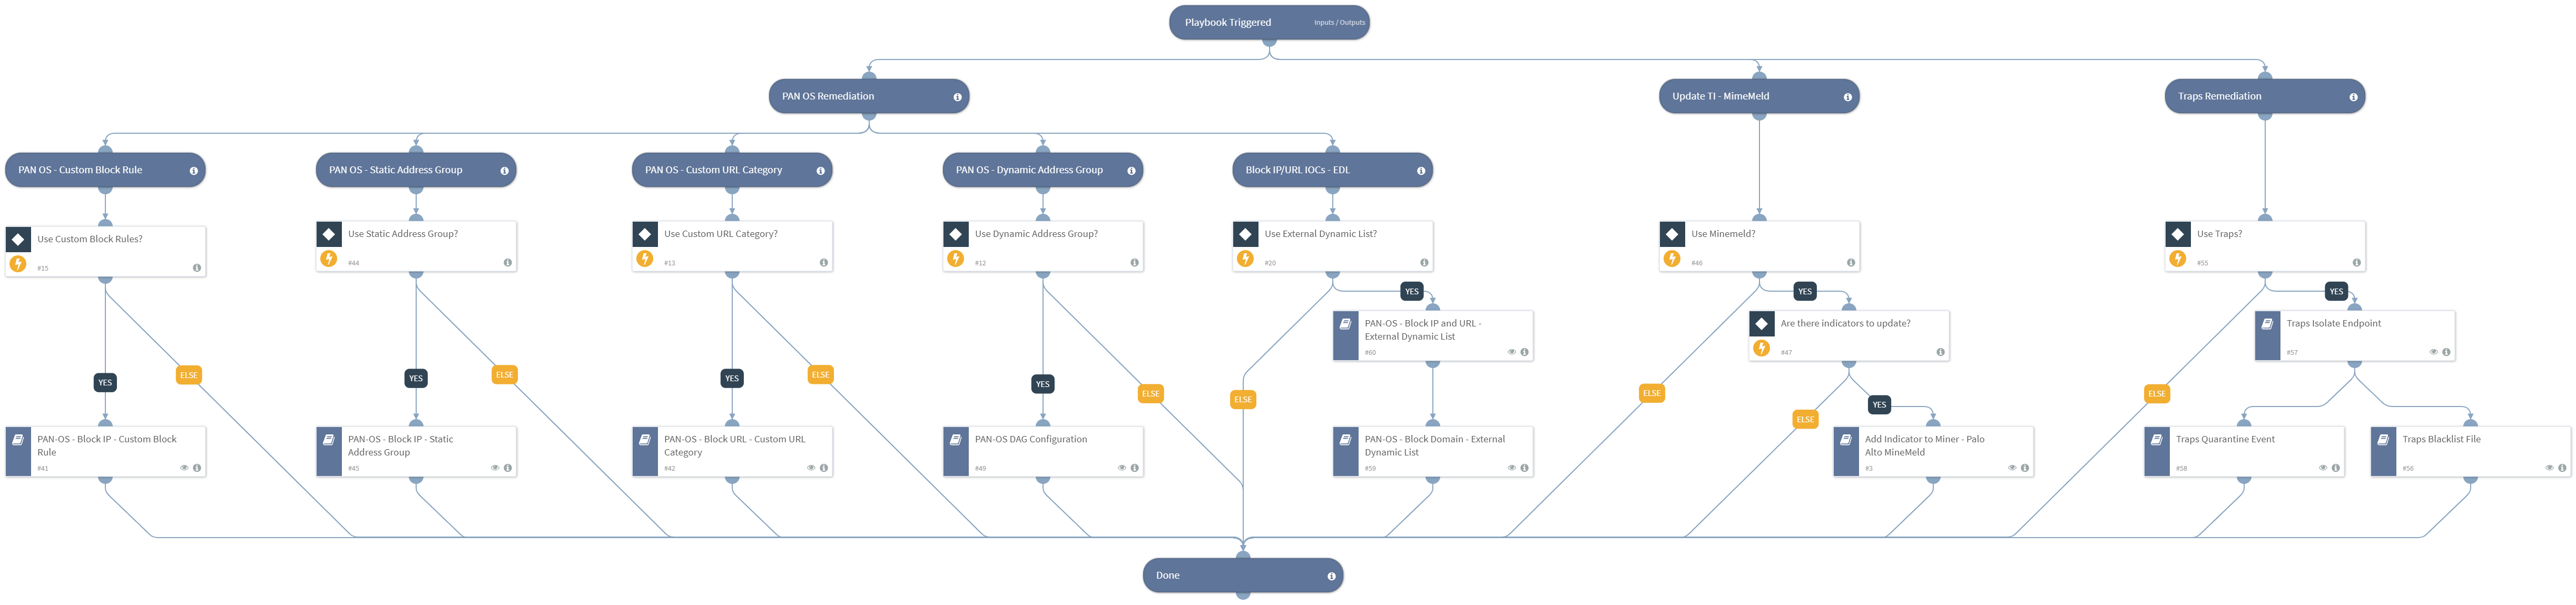 Playbook Triggered
Inputs / Outputs
PAN OS Remediation
Update TI - MimeMeld
Traps Remediation
PAN OS - Custom Block Rule
PAN OS - Static Address Group
PAN OS - Custom URL Category
PAN OS - Dynamic Address Group
Block IP/URL IOCs - EDL
Use Custom Block Rules?
#15
Use Static Address Group?
#44
Use Custom URL Category?
#13
Use Dynamic Address Group?
#12
Use External Dynamic List?
#20
Use Minemeld?
#46
Use Traps?
#55
YES
YES
YES
PAN-OS - Block IP and URL -
External Dynamic List
#60
Are there indicators to update?
#47
Traps Isolate Endpoint
#57
YES
ELSE
YES
ELSE
YES
ELSE
YES
ELSE
ELSE
ELSE
ELSE
YES
ELSE
PAN-OS - Block IP - Custom Block
Rule
#41
PAN-OS - Block IP - Static
Address Group
#45
PAN-OS - Block URL - Custom URL
Category
#42
PAN-OS DAG Configuration
#49
PAN-OS - Block Domain - External
Dynamic List
#59
Add Indicator to Miner - Palo
Alto MineMeld
#3
Traps Quarantine Event
#58
Traps Blacklist File
#56
Done